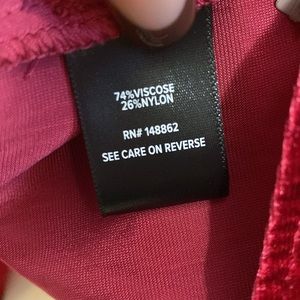 74%VISCOSE
26%NYLON
RN# 148862
SEE CARE ON REVERSE